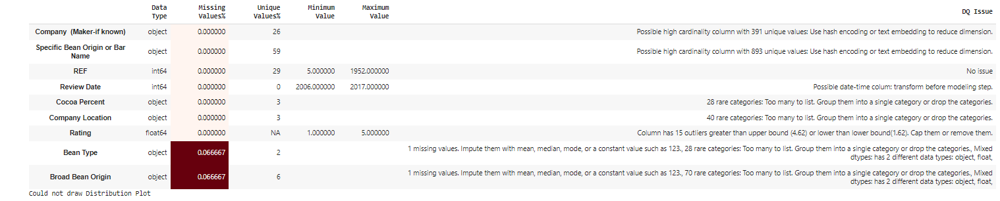 Data Type Missing Values% Unique Values% Minimum Value Maximum Value DQ Issue
Company (Maker-if known) object 0.000000 26 Possible high cardinality column with 391 unique values: Use hash encoding or text embedding to reduce dimension.
Specific Bean Origin or Bar Name object 0.000000 59 Possible high cardinality column with 893 unique values: Use hash encoding or text embedding to reduce dimension.
REF int64 0.000000 29 5.000000 1952.000000 No issue
Review Date int64 0.000000 0 2006.000000 2017.000000 Possible date-time colum: transform before modeling step.
Cocoa Percent object 0.000000 3 28 rare categories: Too many to list. Group them into a single category or drop the categories.
Company Location object 0.000000 3 40 rare categories: Too many to list. Group them into a single category or drop the categories.
Rating float64 0.000000 NA 1.000000 5.000000 Column has 15 outliers greater than upper bound (4.62) or lower than lower bound(1.62). Cap them or remove them.
Bean Type object 0.066667 2 1 missing values. Impute them with mean, median, mode, or a constant value such as 123., 28 rare categories: Too many to list. Group them into a single category or drop the categories., Mixed
dtypes: has 2 different data types: object, float,
Broad Bean Origin object 0.066667 6 1 missing values. Impute them with mean, median, mode, or a constant value such as 123., 70 rare categories: Too many to list. Group them into a single category or drop the categories., Mixed
dtypes: has 2 different data types: object, float,
Could not draw Distribution Plot